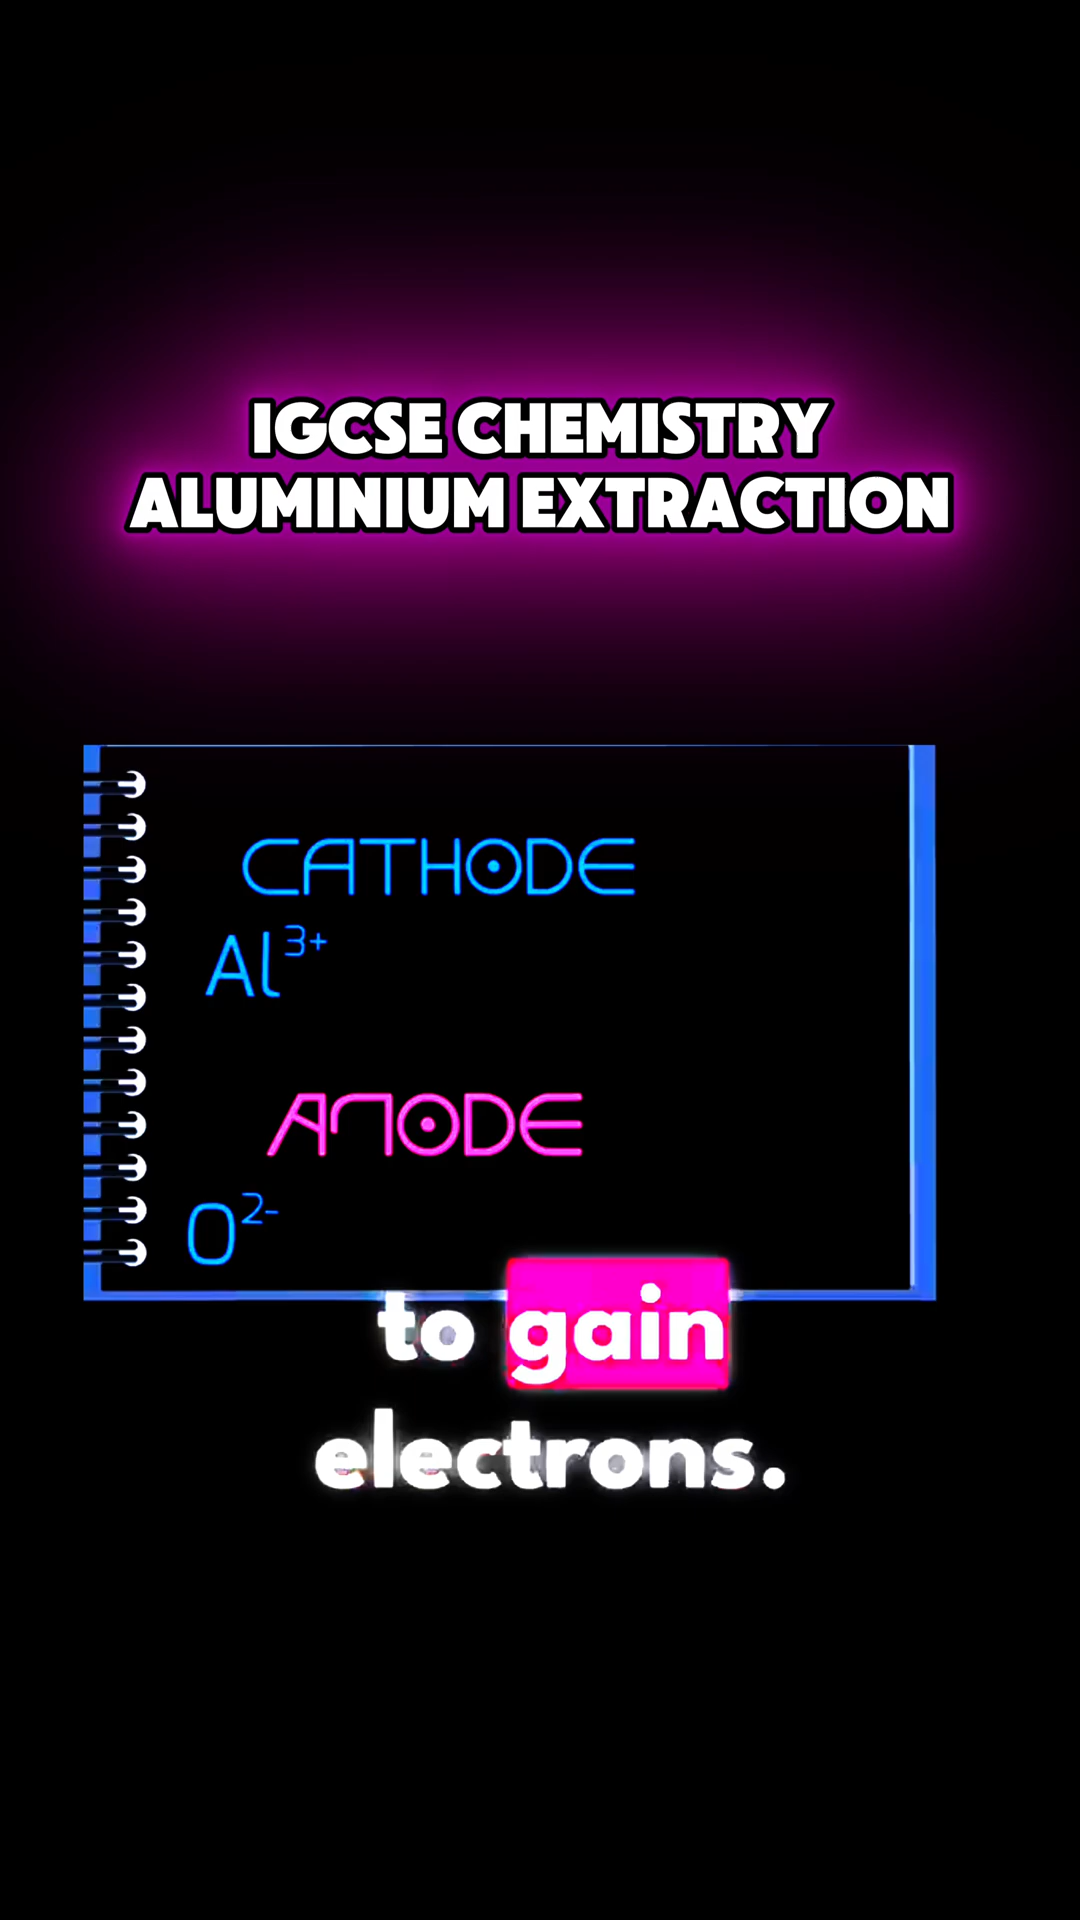 IGCSE CHEMISTRY
ALUMINIUM EXTRACTION
CATHODE
Al³⁺
ANODE
O²⁻
to gain
electrons.